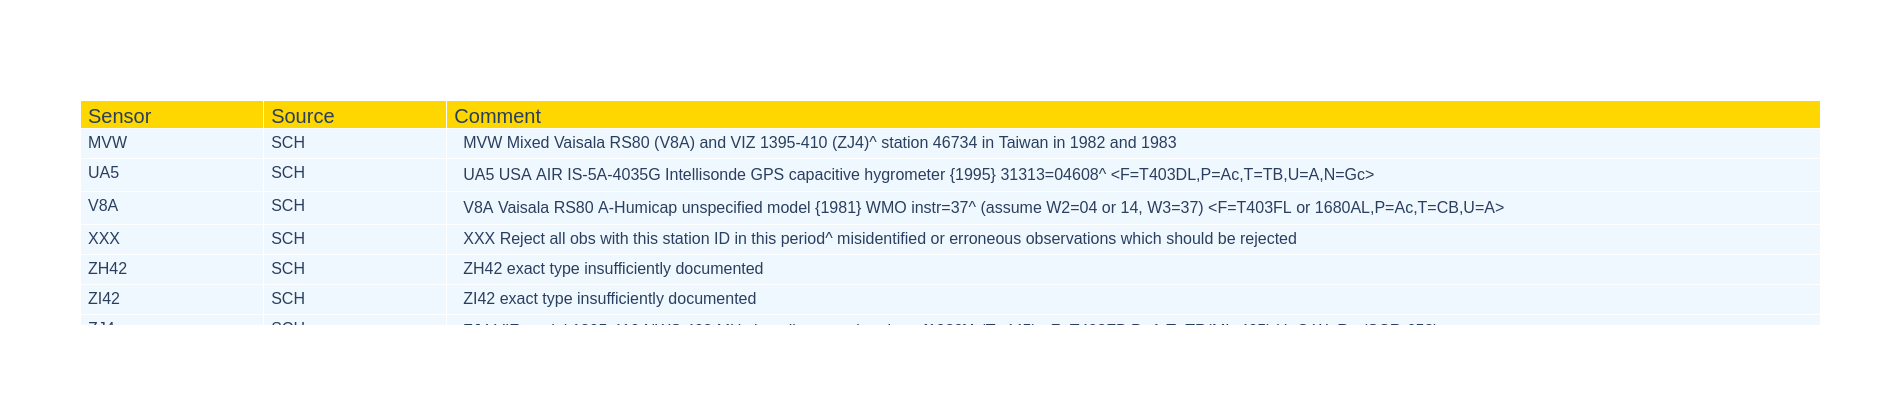 Sensor Source Comment
MVW SCH MVW Mixed Vaisala RS80 (V8A) and VIZ 1395-410 (ZJ4)^ station 46734 in Taiwan in 1982 and 1983
UA5 SCH UA5 USA AIR IS-5A-4035G Intellisonde GPS capacitive hygrometer {1995} 31313=04608^ <F=T403DL,P=Ac,T=TB,U=A,N=Gc>
V8A SCH V8A Vaisala RS80 A-Humicap unspecified model {1981} WMO instr=37^ (assume W2=04 or 14, W3=37) <F=T403FL or 1680AL,P=Ac,T=CB,U=A>
XXX SCH XXX Reject all obs with this station ID in this period^ misidentified or erroneous observations which should be rejected
ZH42 SCH ZH42 exact type insufficiently documented
ZI42 SCH ZI42 exact type insufficiently documented